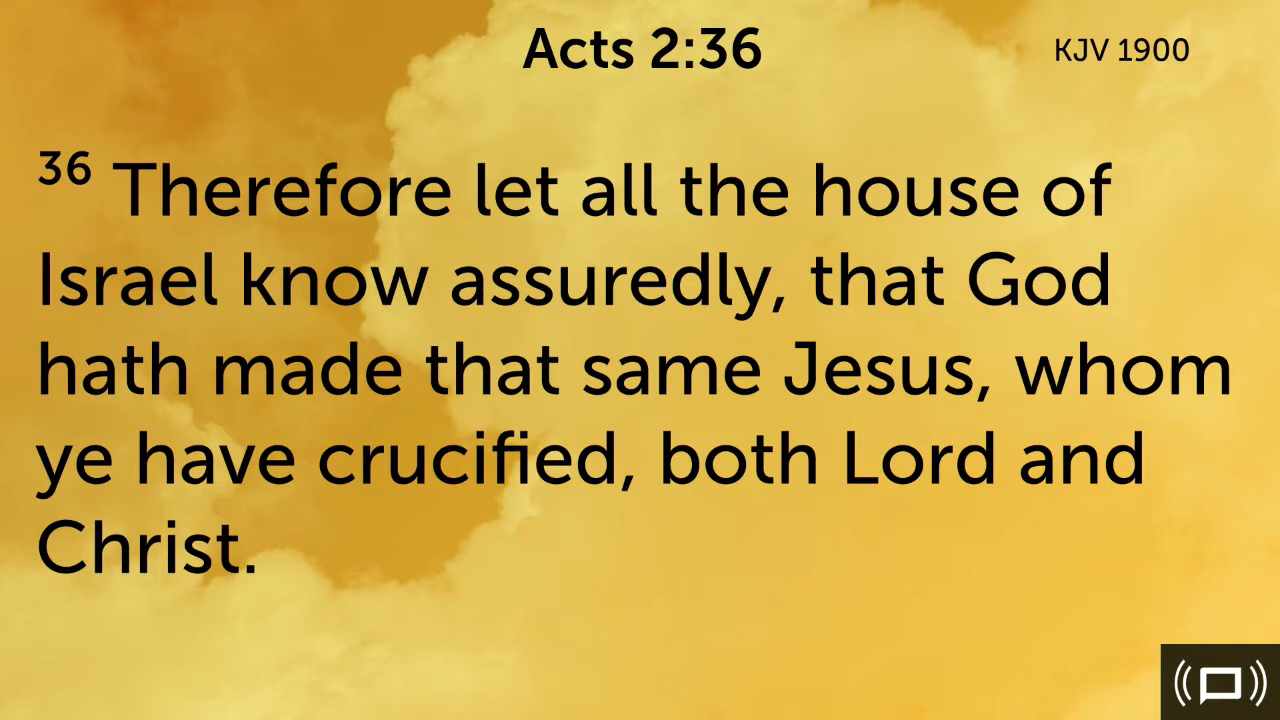 Acts 2:36
KJV 1900
36 Therefore let all the house of
Israel know assuredly, that God
hath made that same Jesus, whom
ye have crucified, both Lord and
Christ.